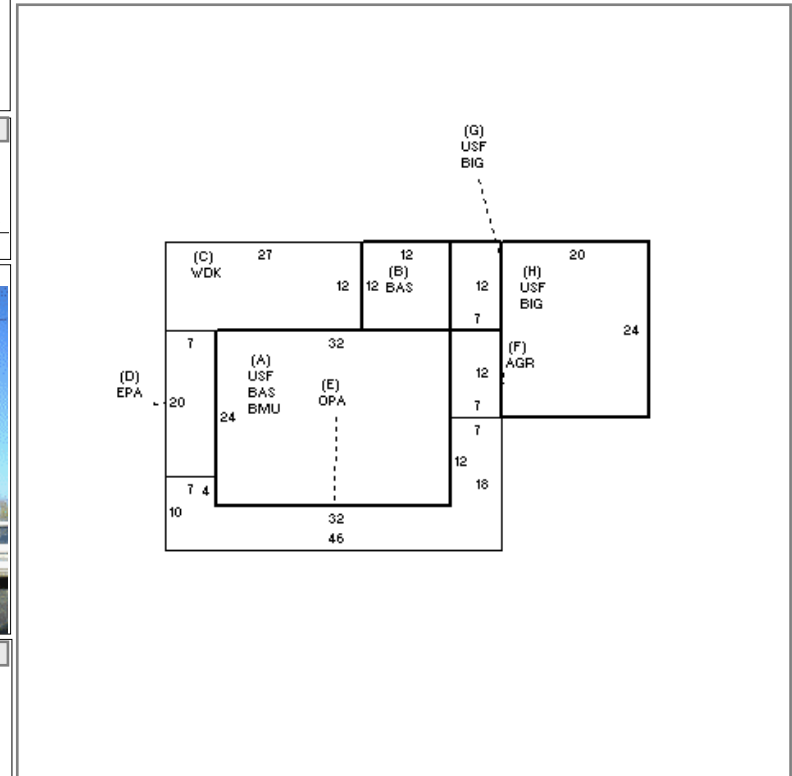 (G)
USF
BIG
(C)
WDK
27
12
12
12
(B)
BAS
12
7
20
(H)
USF
BIG
24
7
32
(A)
USF
BAS
BMU
(E)
OPA
(D)
EPA
20
24
12
7
(F)
AGR
7
12
18
7
4
10
32
46